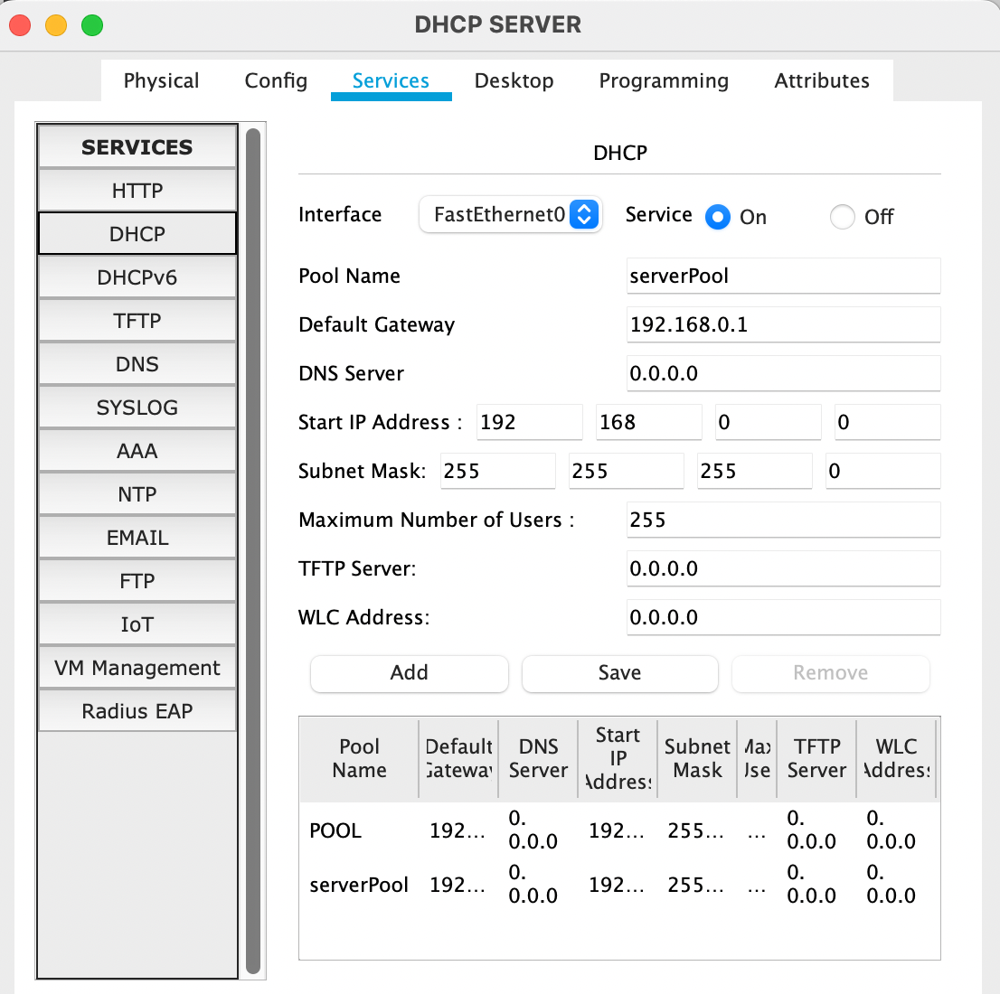 DHCP SERVER
Physical Config Services Desktop Programming Attributes
SERVICES
HTTP
DHCP
DHCPv6
TFTP
DNS
SYSLOG
AAA
NTP
EMAIL
FTP
IoT
VM Management
Radius EAP
DHCP
Interface FastEthernet0 Service On Off
Pool Name serverPool
Default Gateway 192.168.0.1
DNS Server 0.0.0.0
Start IP Address : 192 168 0 0
Subnet Mask: 255 255 255 0
Maximum Number of Users : 255
TFTP Server: 0.0.0.0
WLC Address: 0.0.0.0
Add Save Remove
Pool Name
Default
DNS Server
Start IP
Subnet Mask
TFTP Server
WLC
POOL 192... 0.0.0.0 192... 255... ... 0.0.0.0 0.0.0.0
serverPool 192... 0.0.0.0 192... 255... ... 0.0.0.0 0.0.0.0